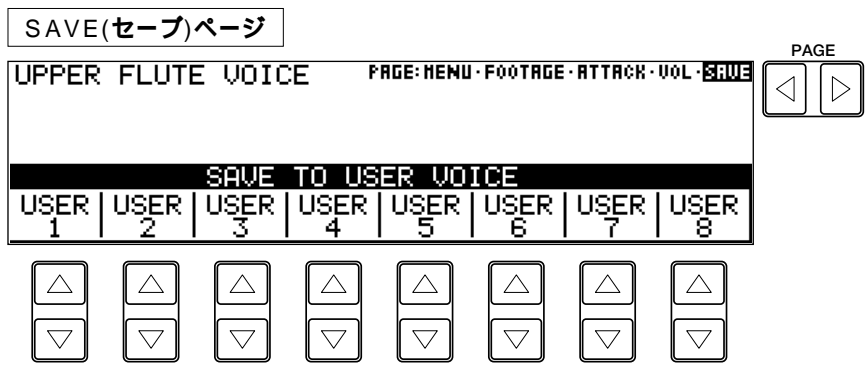 SAVE(セーブ)ページ
PAGE
UPPER FLUTE VOICE PAGE:MENU·FOOTAGE·ATTACK·VOL·SAVE
SAVE TO USER VOICE
USER USER USER USER USER USER USER USER
1 2 3 4 5 6 7 8